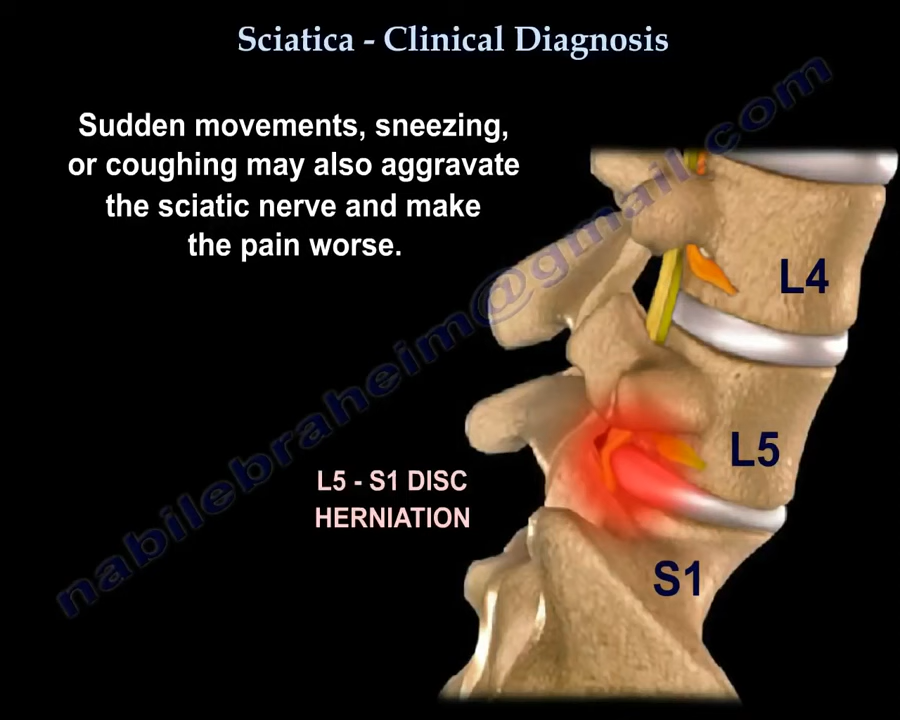 Sciatica - Clinical Diagnosis
Sudden movements, sneezing,
or coughing may also aggravate
the sciatic nerve and make
the pain worse.
L4
L5
L5 - S1 DISC
HERNIATION
S1
nabilebraheim@gmail.com